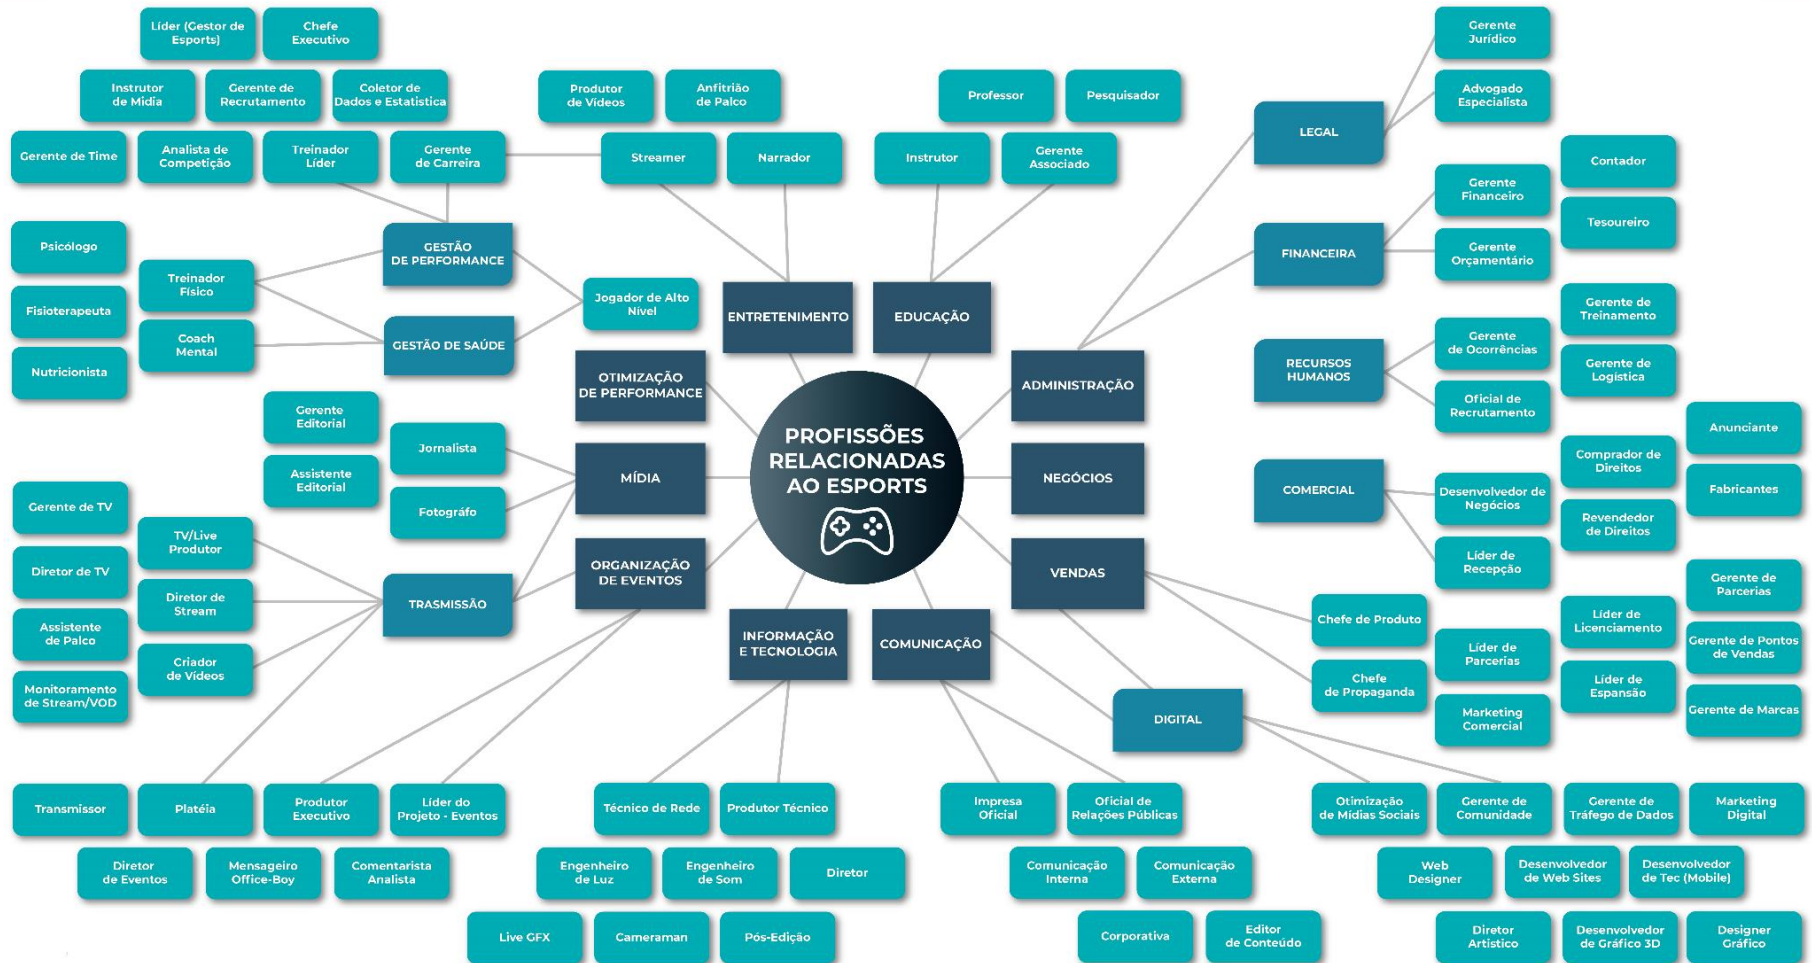 Líder (Gestor de
Esports)
Chefe
Executivo
Instrutor
de Midia
Gerente de
Recrutamento
Coletor de
Dados e Estatistica
Gerente de Time
Analista de
Competição
Treinador
Líder
Gerente
de Carreira
Produtor
de Vídeos
Anfitrião
de Palco
Streamer
Narrador
Professor
Pesquisador
Instrutor
Gerente
Associado
Gerente
Jurídico
Advogado
Especialista
LEGAL
Contador
Gerente
Financeiro
Tesoureiro
FINANCEIRA
Gerente
Orçamentário
Psicólogo
Fisioterapeuta
Nutricionista
Treinador
Físico
Coach
Mental
GESTÃO
DE PERFORMANCE
GESTÃO DE SAÚDE
Jogador de Alto
Nível
ENTRETENIMENTO
EDUCAÇÃO
OTIMIZAÇÃO
DE PERFORMANCE
ADMINISTRAÇÃO
RECURSOS
HUMANOS
Gerente
de Ocorrências
Oficial de
Recrutamento
Gerente de
Treinamento
Gerente de
Logística
Gerente
Editorial
Assistente
Editorial
Jornalista
Fotográfo
MÍDIA
PROFISSÕES
RELACIONADAS
AO ESPORTS
NEGÓCIOS
COMERCIAL
Desenvolvedor de
Negócios
Líder de
Recepção
Comprador de
Direitos
Revendedor
de Direitos
Anunciante
Fabricantes
Gerente de TV
Diretor de TV
Assistente
de Palco
Monitoramento
de Stream/VOD
TV/Live
Produtor
Diretor de
Stream
Criador
de Vídeos
TRASMISSÃO
ORGANIZAÇÃO
DE EVENTOS
INFORMAÇÃO
E TECNOLOGIA
COMUNICAÇÃO
VENDAS
DIGITAL
Chefe de Produto
Chefe
de Propaganda
Líder de
Parcerias
Marketing
Comercial
Líder de
Licenciamento
Líder de
Espansão
Gerente de
Parcerias
Gerente de Pontos
de Vendas
Gerente de Marcas
Transmissor
Platéia
Produtor
Executivo
Líder do
Projeto - Eventos
Diretor
de Eventos
Mensageiro
Office-Boy
Comentarista
Analista
Técnico de Rede
Produtor Técnico
Engenheiro
de Luz
Engenheiro
de Som
Diretor
Live GFX
Cameraman
Pós-Edição
Impresa
Oficial
Oficial de
Relações Públicas
Comunicação
Interna
Comunicação
Externa
Corporativa
Editor
de Conteúdo
Otimização
de Mídias Sociais
Gerente de
Comunidade
Gerente de
Tráfego de Dados
Marketing
Digital
Web
Designer
Desenvolvedor
de Web Sites
Desenvolvedor
de Tec (Mobile)
Diretor
Artístico
Desenvolvedor
de Gráfico 3D
Designer
Gráfico